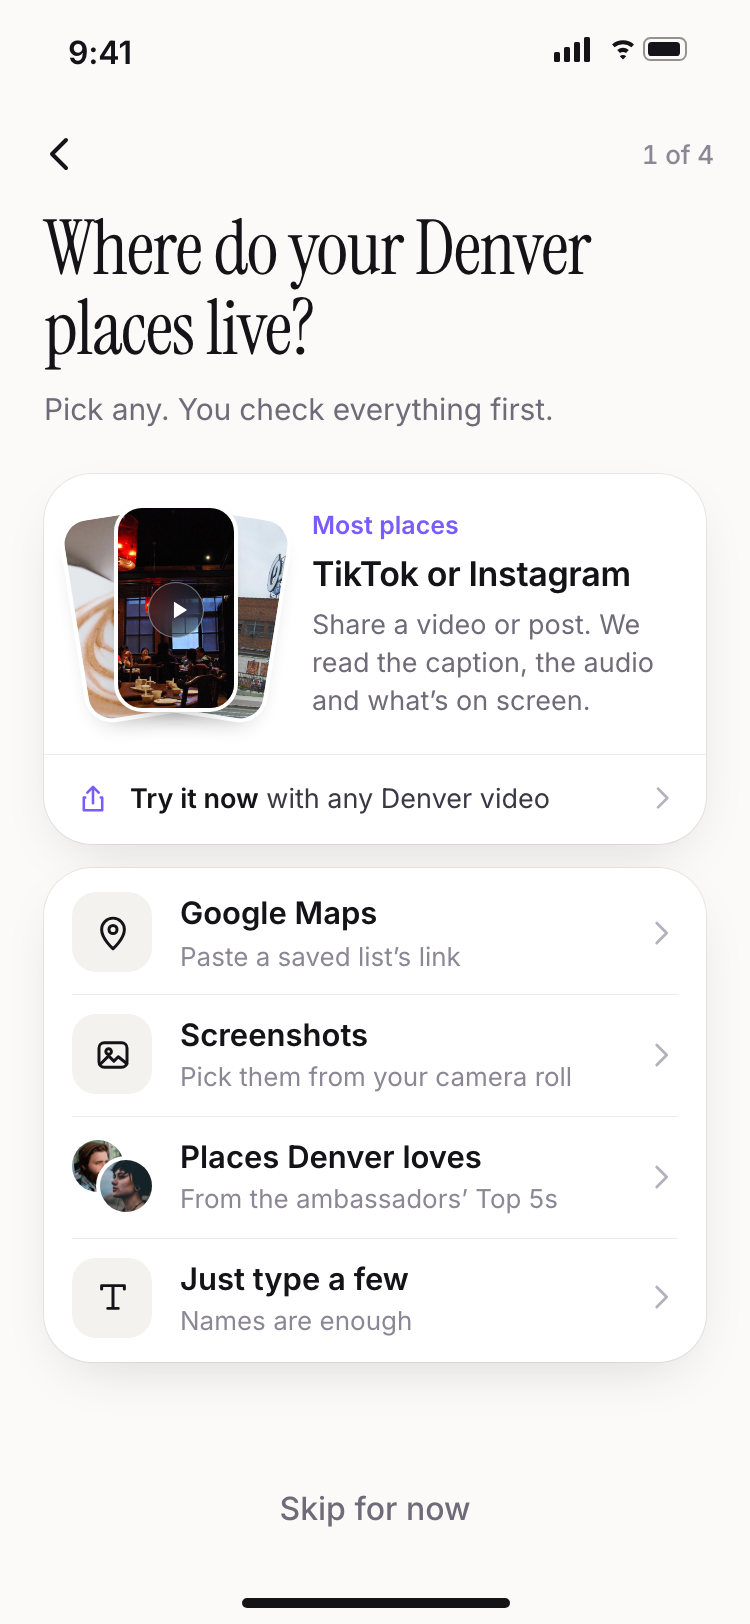 9:41
1 of 4
Where do your Denver
places live?
Pick any. You check everything first.
Most places
TikTok or Instagram
Share a video or post. We
read the caption, the audio
and what’s on screen.
Try it now with any Denver video
Google Maps
Paste a saved list’s link
Screenshots
Pick them from your camera roll
Places Denver loves
From the ambassadors’ Top 5s
Just type a few
Names are enough
Skip for now